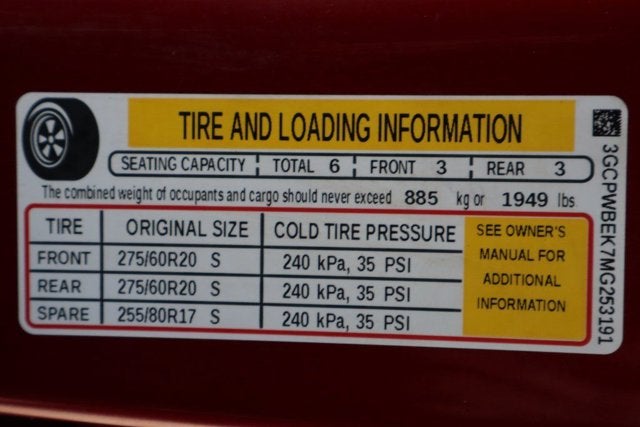 TIRE AND LOADING INFORMATION
SEATING CAPACITY TOTAL 6 FRONT 3 REAR 3
The combined weight of occupants and cargo should never exceed 885 kg or 1949 lbs.
TIRE ORIGINAL SIZE COLD TIRE PRESSURE
FRONT 275/60R20 S 240 kPa, 35 PSI
REAR 275/60R20 S 240 kPa, 35 PSI
SPARE 255/80R17 S 240 kPa, 35 PSI
SEE OWNER'S
MANUAL FOR
ADDITIONAL
INFORMATION
3GCPWBEK7MG253191